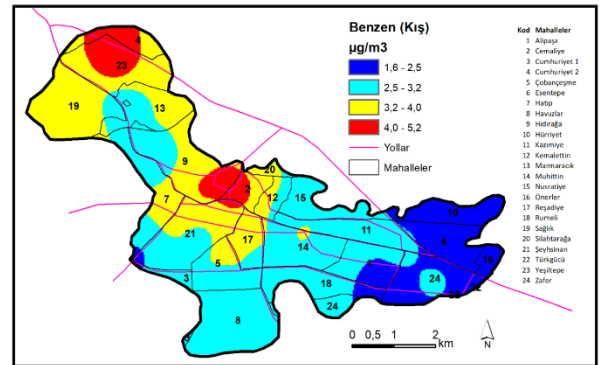 Benzen (Kış)
µg/m3
1,6 - 2,5
2,5 - 3,2
3,2 - 4,0
4,0 - 5,2
Yollar
Mahalleler
Kod Mahalleler
1 Alipaşa
2 Cemaliye
3 Cumhuriyet 1
4 Cumhuriyet 2
5 Çobançeşme
6 Esentepe
7 Hatip
8 Havuzlar
9 Hıdırağa
10 Hürriyet
11 Kazımiye
12 Kemalettin
13 Marmaracık
14 Muhittin
15 Nusratiye
16 Önerler
17 Reşadiye
18 Rumeli
19 Sağlık
20 Silahtarağa
21 Şeyhsinan
22 Türkgücü
23 Yeşiltepe
24 Zafer
4
23
19
13
9
20
2
12
15
7
10
11
6
21
17
14
16
5
3
18
24
24
8
0 0,5 1 2
km
N